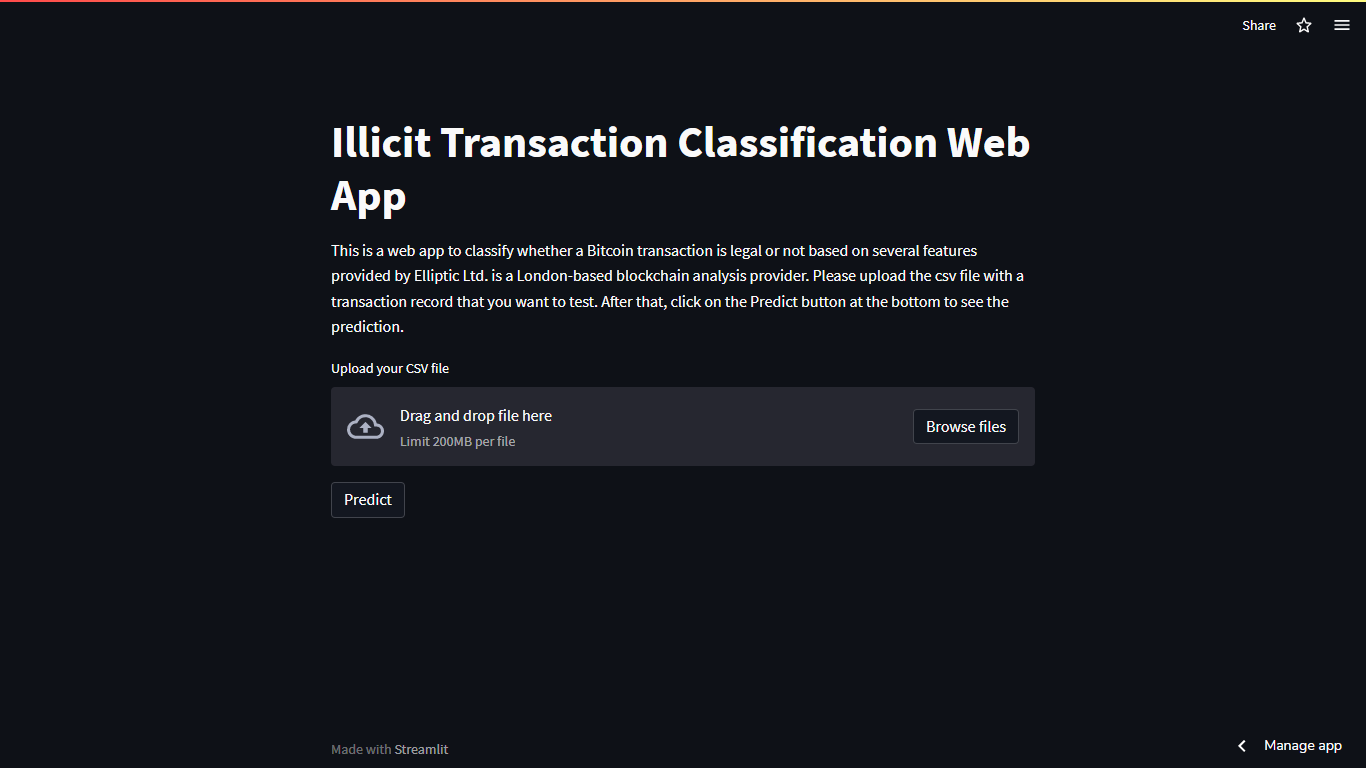 Share
Illicit Transaction Classification Web
App
This is a web app to classify whether a Bitcoin transaction is legal or not based on several features
provided by Elliptic Ltd. is a London-based blockchain analysis provider. Please upload the csv file with a
transaction record that you want to test. After that, click on the Predict button at the bottom to see the
prediction.
Upload your CSV file
Drag and drop file here
Limit 200MB per file
Browse files
Predict
Made with Streamlit
Manage app